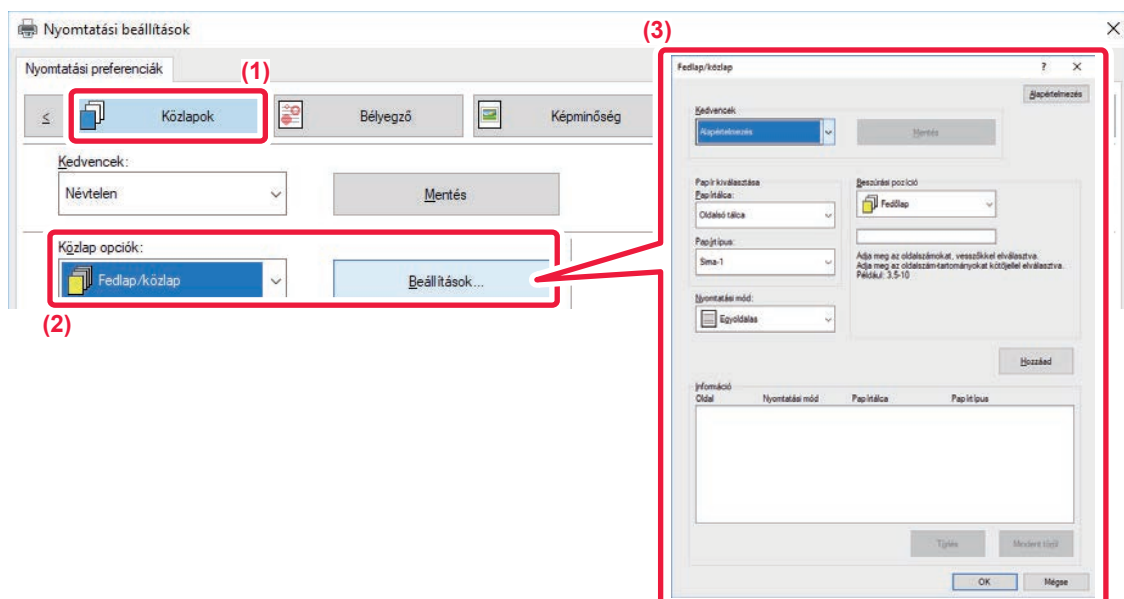 Nyomtatási beállítások
Nyomtatási preferenciák
(1)
<
Közlapok
Bélyegző
Képminőség
Kedvencek:
Névtelen
Mentés
Közlap opciók:
Fedlap/közlap
Beállítások...
(2)
(3)
Fedlap/közlap
?
Alapértelmezés
Kedvencek
Alapértelmezés
Mentés
Papír kiválasztása
Papírtálca:
Oldalsó tálca
Papírtípus:
Sima-1
Nyomtatási mód:
Egyoldalas
Beszúrási pozíció
Fedőlap
Adja meg az oldalszámokat, vesszőkkel elválasztva.
Adja meg az oldalszám-tartományokat kötőjellel elválasztva.
Például: 3,5-10
Hozzáad
Információ
Oldal Nyomtatási mód Papírtálca Papírtípus
Törlés
Mindent töröl
OK
Mégse